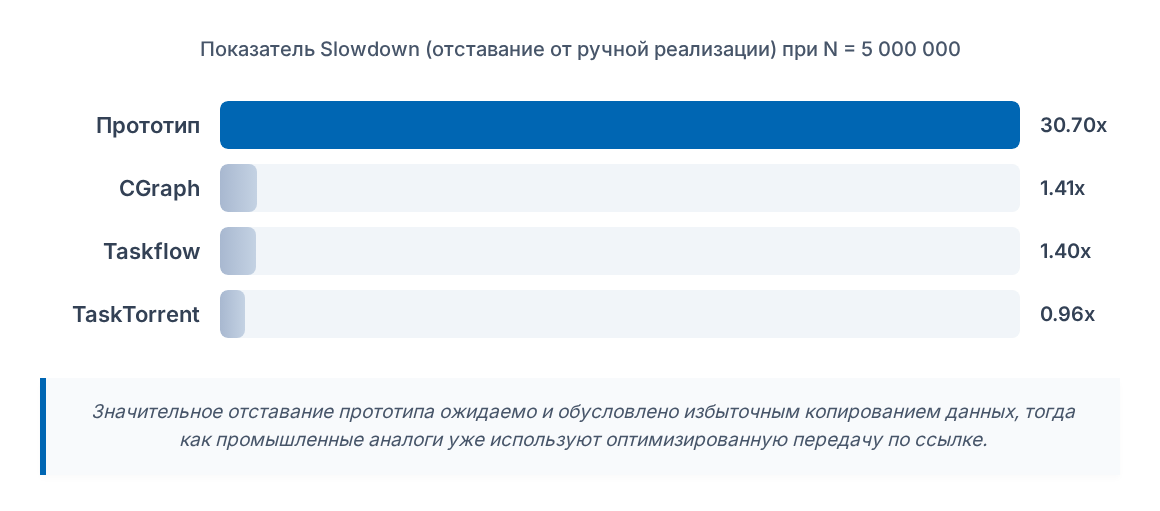 Показатель Slowdown (отставание от ручной реализации) при N = 5 000 000
Прототип 30.70x
CGraph 1.41x
Taskflow 1.40x
TaskTorrent 0.96x
Значительное отставание прототипа ожидаемо и обусловлено избыточным копированием данных, тогда
как промышленные аналоги уже используют оптимизированную передачу по ссылке.